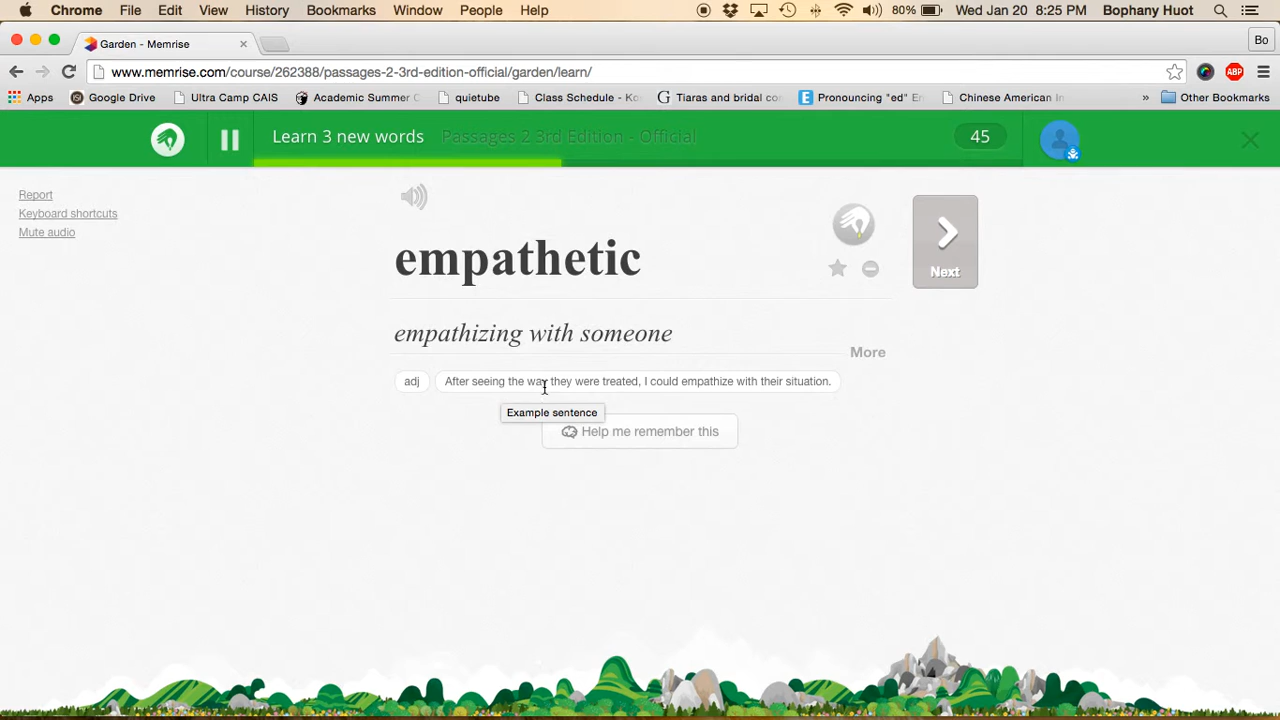 Chrome File Edit View History Bookmarks Window People Help 80% Wed Jan 20 8:25 PM Bophany Huot
Garden - Memrise Bo
www.memrise.com/course/262388/passages-2-3rd-edition-official/garden/learn/ ABP
Apps Google Drive Ultra Camp CAIS Academic Summer C quietube Class Schedule - Ko Tiaras and bridal co Pronouncing "ed" En Chinese American In » Other Bookmarks
Learn 3 new words Passages 2 3rd Edition - Official 45
Report
Keyboard shortcuts
Mute audio
empathetic
Next
empathizing with someone
More
adj After seeing the way they were treated, I could empathize with their situation.
Example sentence
Help me remember this